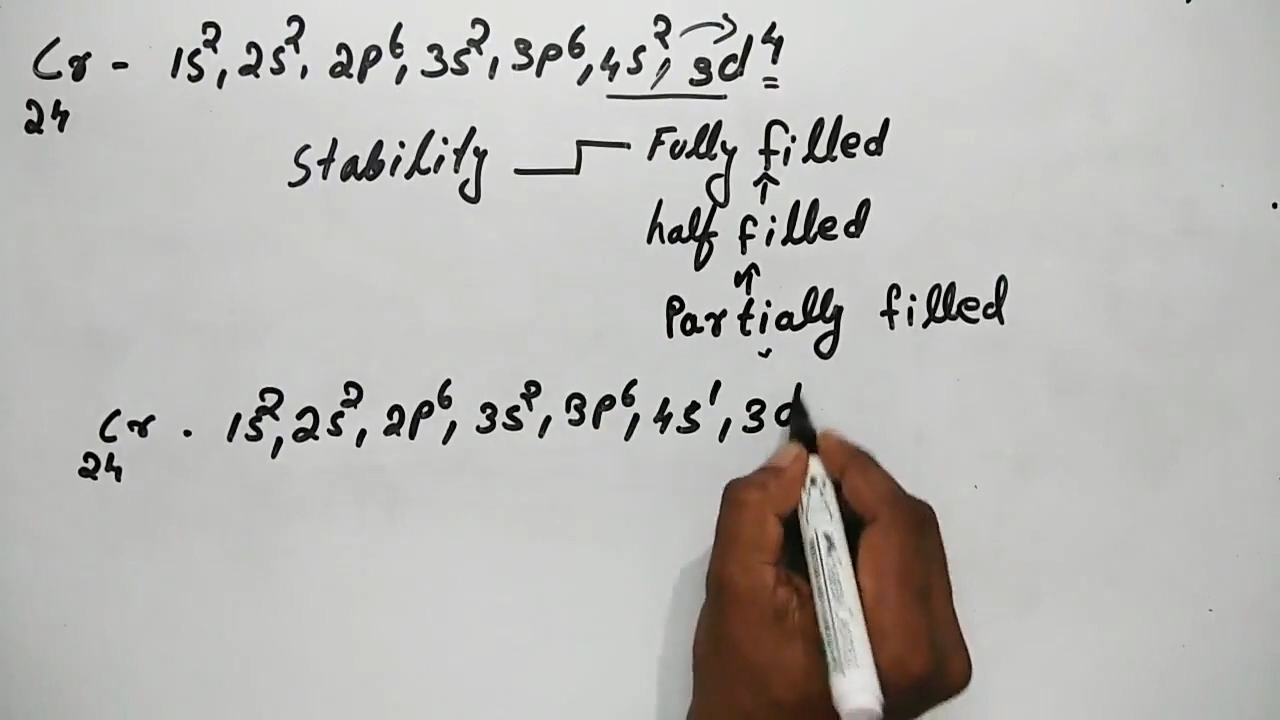 Cr - 1s², 2s², 2p⁶, 3s², 3p⁶, 4s², 3d⁴
24
Stability
Fully filled
half filled
Partially filled
Cr . 1s², 2s², 2p⁶, 3s², 3p⁶, 4s¹, 3d
24